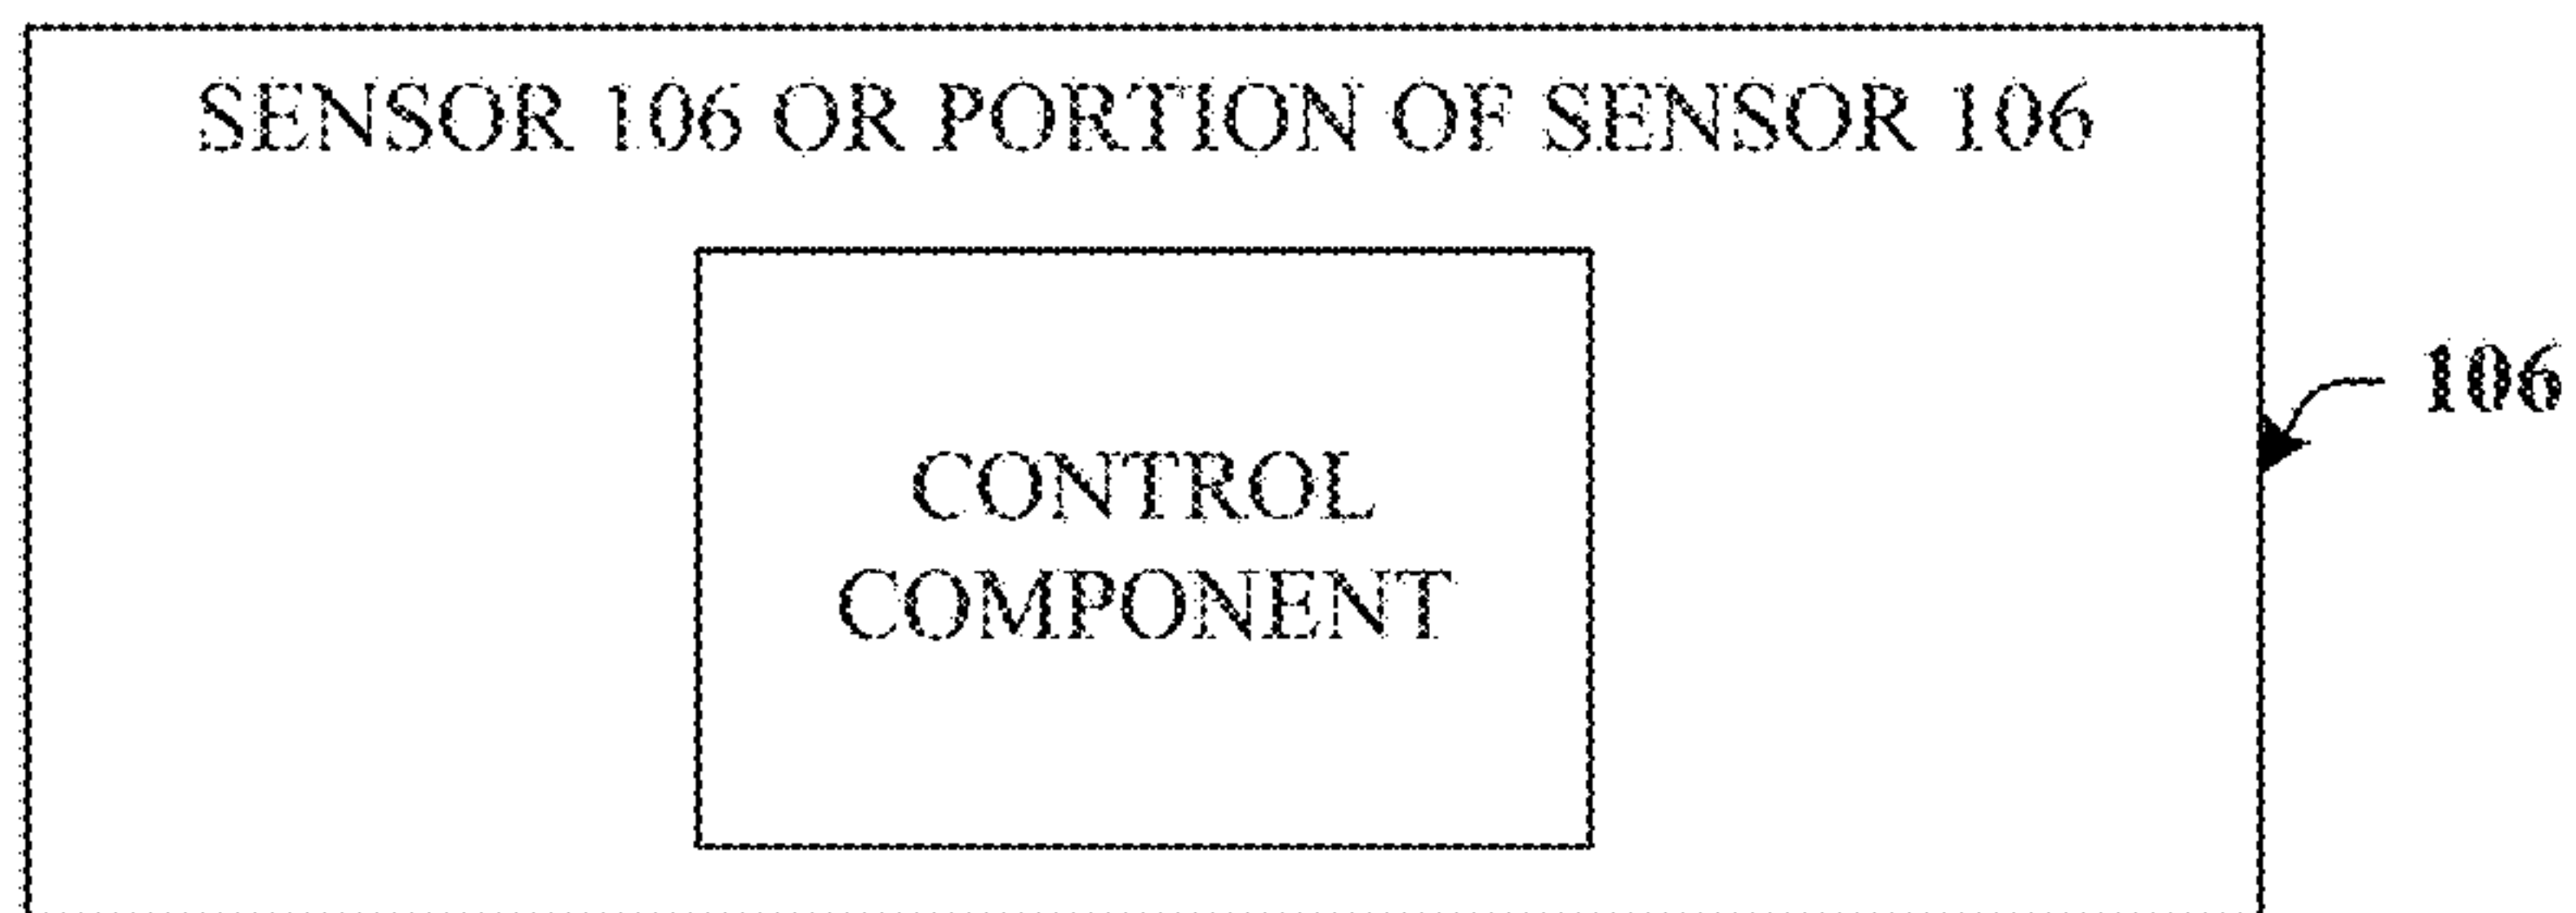 SENSOR 106 OR PORTION OF SENSOR 106
106
CONTROL
COMPONENT